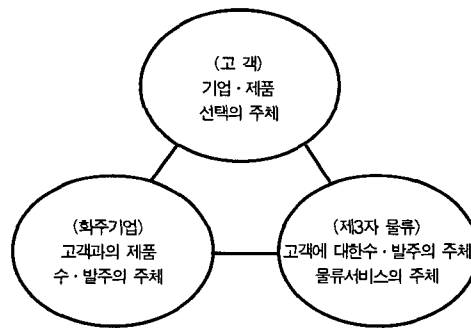 (고 객)
기업 · 제품
선택의 주체
(화주기업)
고객과의 제품
수 · 발주의 주체
(제3자 물류)
고객에 대한수 · 발주의 주체
물류서비스의 주체